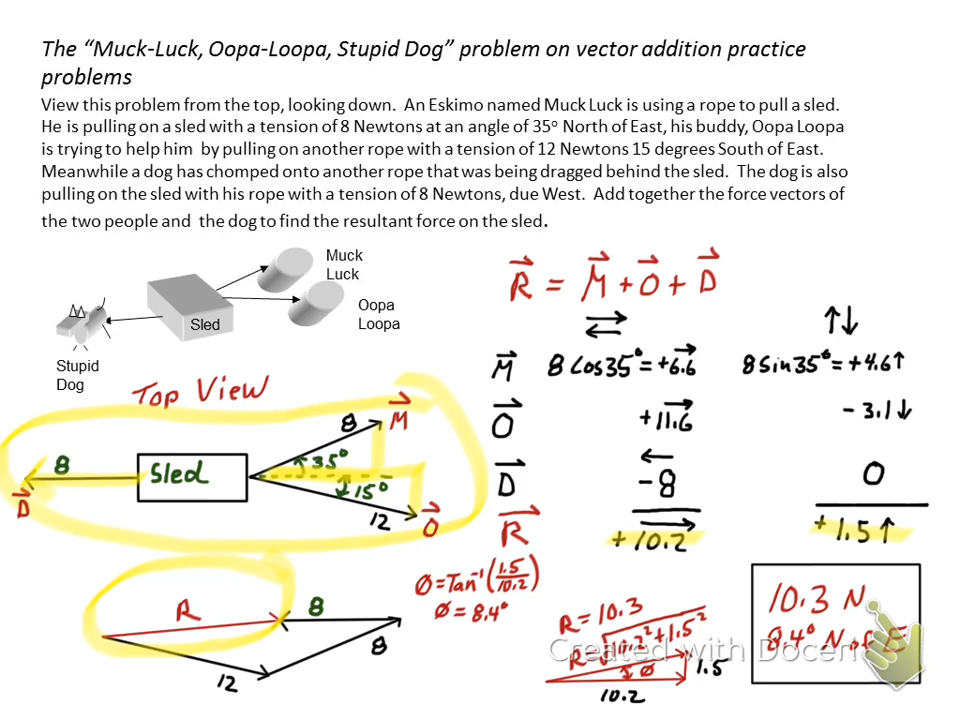 The “Muck-Luck, Oopa-Loopa, Stupid Dog” problem on vector addition practice
problems
View this problem from the top, looking down. An Eskimo named Muck Luck is using a rope to pull a sled.
He is pulling on a sled with a tension of 8 Newtons at an angle of 35° North of East, his buddy, Oopa Loopa
is trying to help him by pulling on another rope with a tension of 12 Newtons 15 degrees South of East.
Meanwhile a dog has chomped onto another rope that was being dragged behind the sled. The dog is also
pulling on the sled with his rope with a tension of 8 Newtons, due West. Add together the force vectors of
the two people and the dog to find the resultant force on the sled.
Muck
Luck
Oopa
Loopa
Sled
Stupid
Dog
R = M + O + D
⇄
↑↓
M 8 Cos35° = +6.6 8 Sin35° = +4.6↑
O +11.6 - 3.1↓
D -8 0
R +10.2 +1.5↑
Top View
8 M
8 Sled 35°
D 15°
12 O
Ø = Tan⁻¹(1.5/10.2)
Ø = 8.4°
R 8
8
12
R = 10.3
R = √10.2² + 1.5²
Ø 1.5
10.2
10.3 N
8.4° N of E
Created with Docer